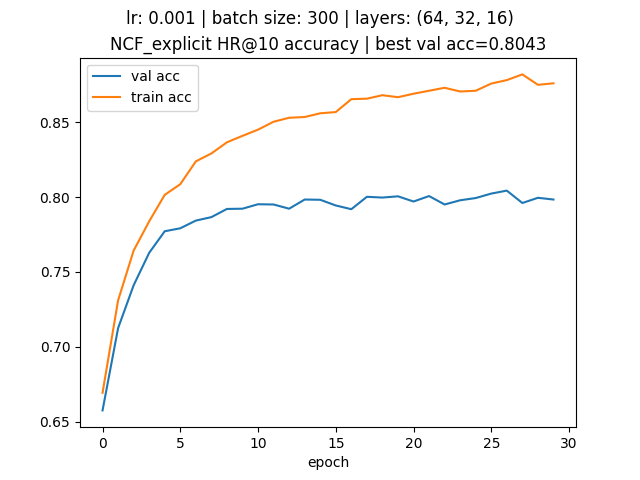 lr: 0.001 | batch size: 300 | layers: (64, 32, 16)
NCF_explicit HR@10 accuracy | best val acc=0.8043
val acc
train acc
0.85
0.80
0.75
0.70
0.65
0 5 10 15 20 25 30
epoch